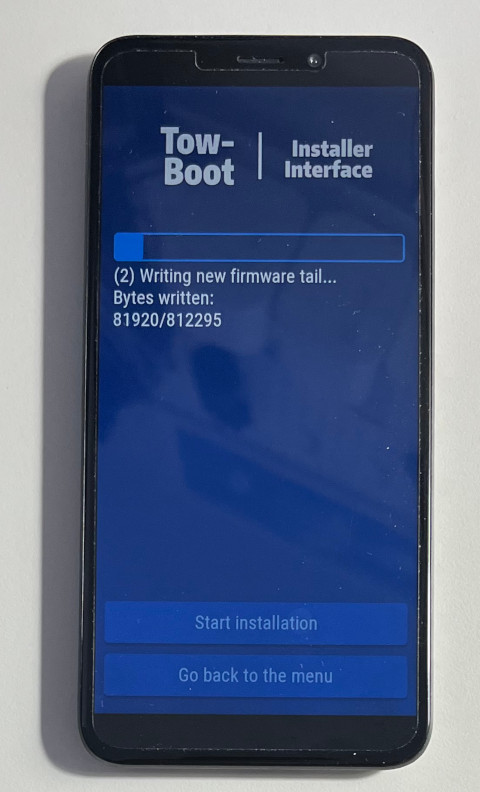 Tow-
Boot
Installer
Interface
(2) Writing new firmware tail...
Bytes written:
81920/812295
Start installation
Go back to the menu